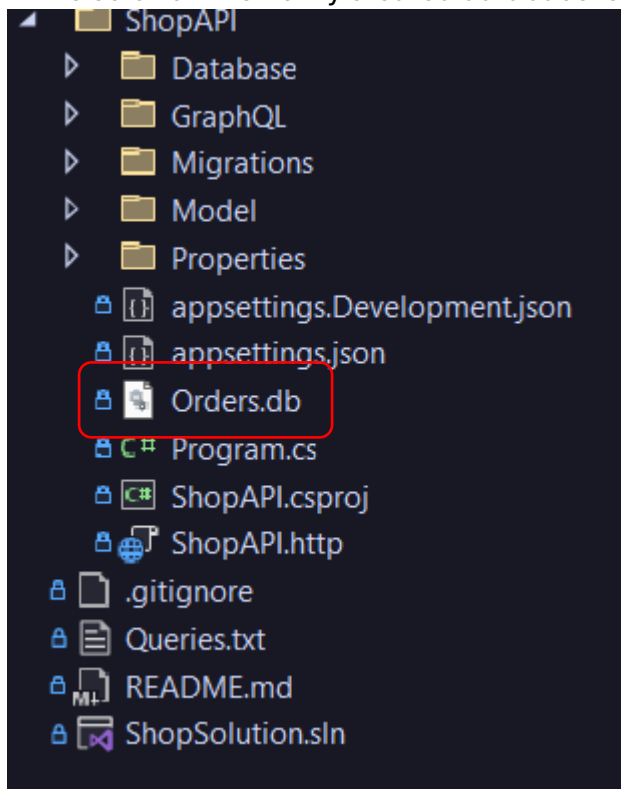 ShopAPI
Database
GraphQL
Migrations
Model
Properties
{} appsettings.Development.json
{} appsettings.json
Orders.db
C# Program.cs
C# ShopAPI.csproj
ShopAPI.http
.gitignore
Queries.txt
M↓ README.md
ShopSolution.sln